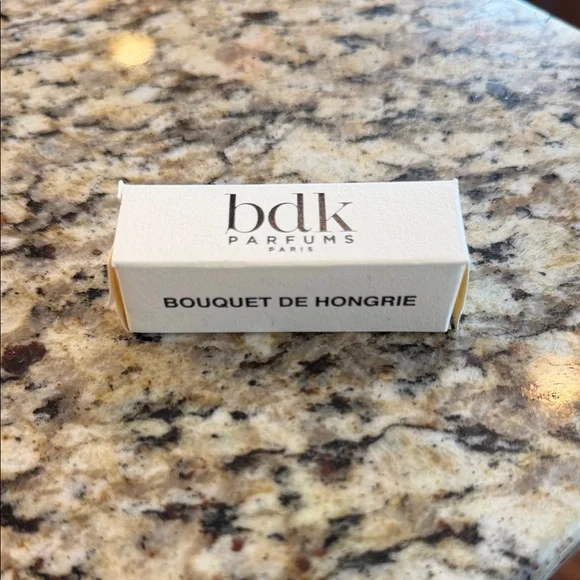 bdk
PARFUMS
PARIS
BOUQUET DE HONGRIE